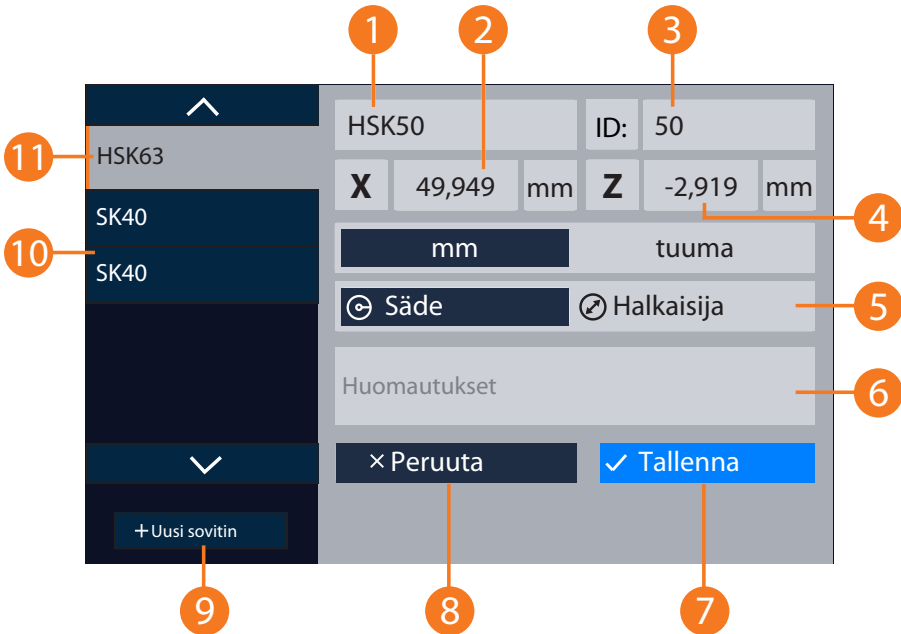 1
2
3
HSK50
ID:
50
11
HSK63
X
49,949
mm
Z
-2,919
mm
4
SK40
10
mm
tuuma
SK40
Säde
Halkaisija
5
Huomautukset
6
× Peruuta
✓ Tallenna
+ Uusi sovitin
9
8
7